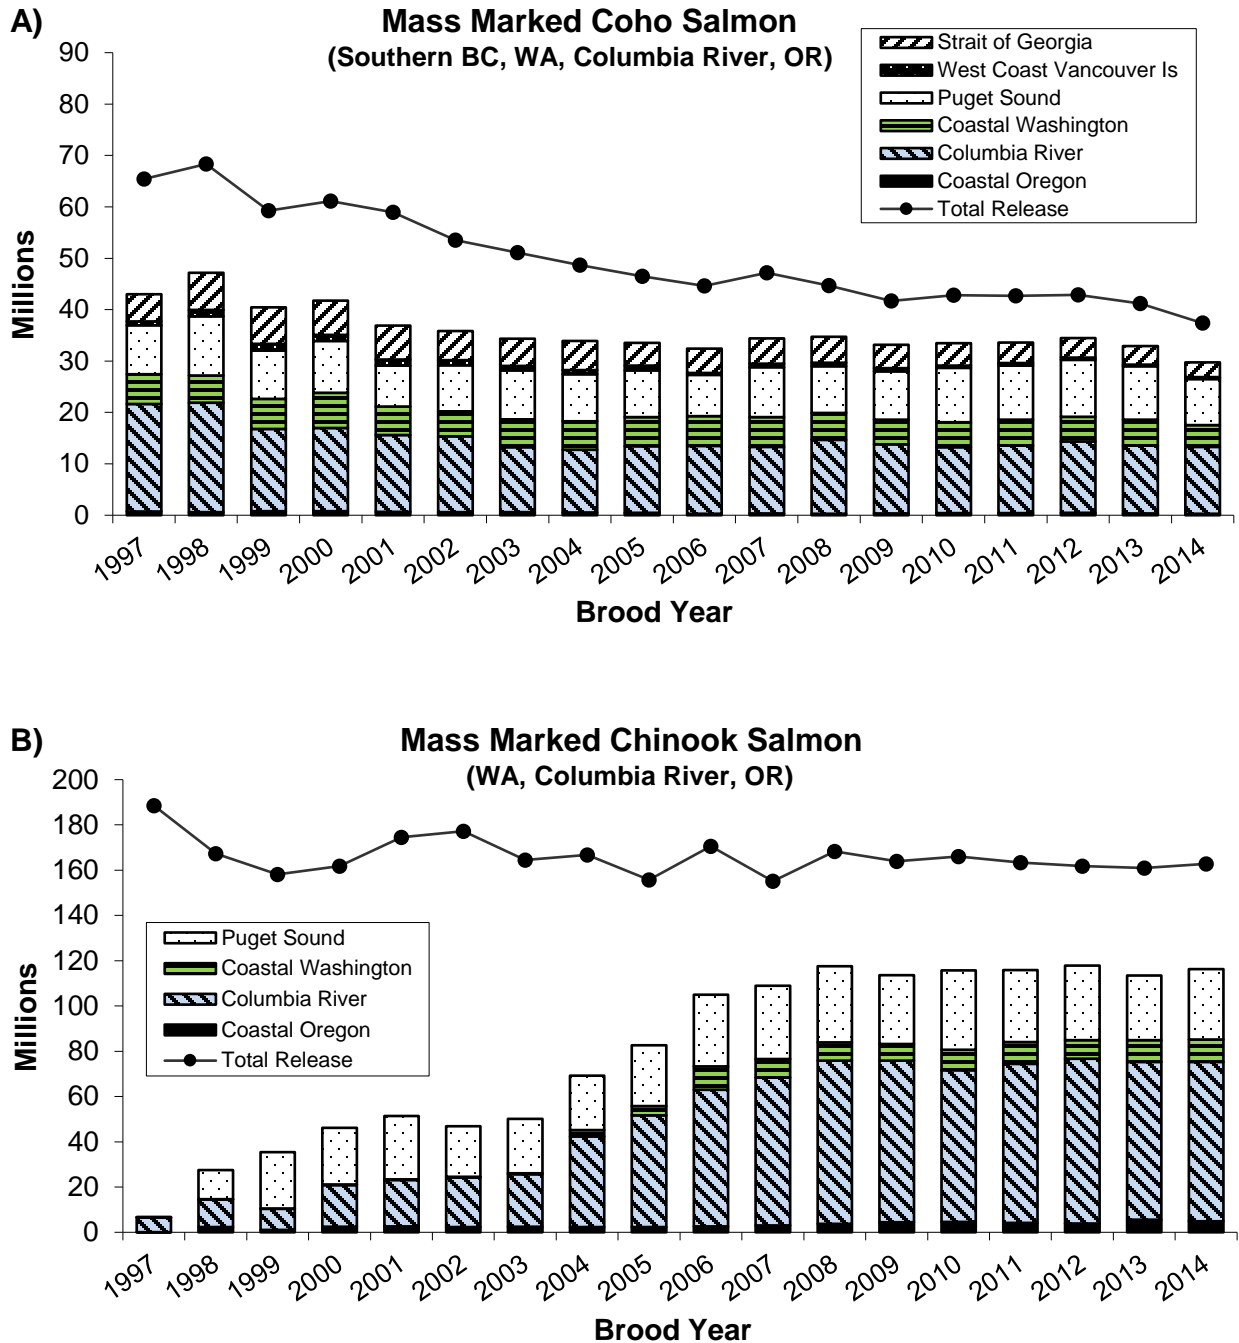 A)
Mass Marked Coho Salmon
(Southern BC, WA, Columbia River, OR)
90
80
70
60
50
40
30
20
10
0
Millions
Strait of Georgia
West Coast Vancouver Is
Puget Sound
Coastal Washington
Columbia River
Coastal Oregon
Total Release
1997 1998 1999 2000 2001 2002 2003 2004 2005 2006 2007 2008 2009 2010 2011 2012 2013 2014
Brood Year
B)
Mass Marked Chinook Salmon
(WA, Columbia River, OR)
200
180
160
140
120
100
80
60
40
20
0
Millions
Puget Sound
Coastal Washington
Columbia River
Coastal Oregon
Total Release
1997 1998 1999 2000 2001 2002 2003 2004 2005 2006 2007 2008 2009 2010 2011 2012 2013 2014
Brood Year